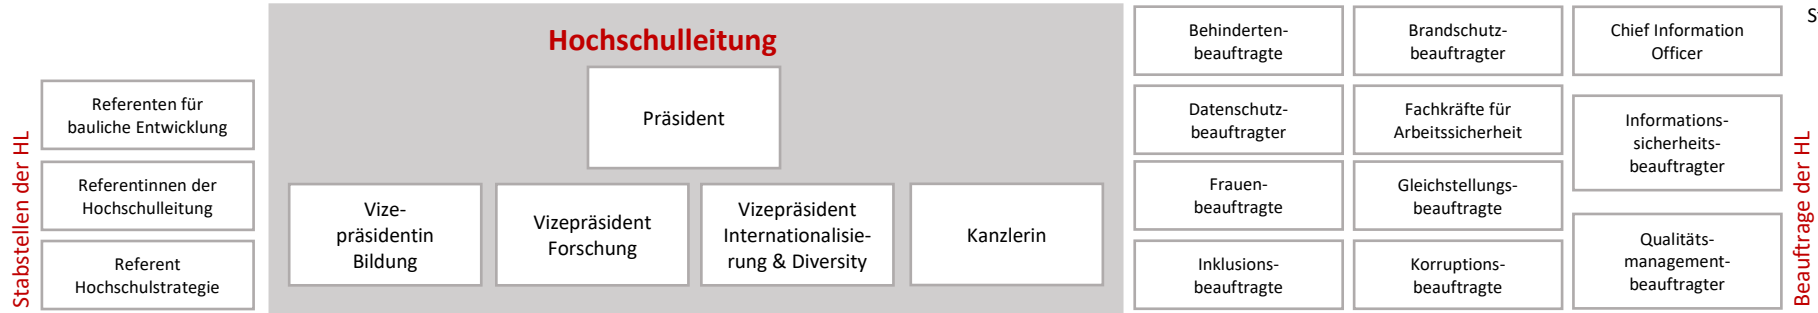 Stabstellen der HL
Referenten für
bauliche Entwicklung
Referentinnen der
Hochschulleitung
Referent
Hochschulstrategie
Hochschulleitung
Präsident
Vize-
präsidentin
Bildung
Vizepräsident
Forschung
Vizepräsident
Internationalisie-
rung & Diversity
Kanzlerin
Behinderten-
beauftragte
Brandschutz-
beauftragter
Chief Information
Officer
Datenschutz-
beauftragter
Fachkräfte für
Arbeitssicherheit
Informations-
sicherheits-
beauftragter
Frauen-
beauftragte
Gleichstellungs-
beauftragte
Qualitäts-
management-
beauftragter
Inklusions-
beauftragte
Korruptions-
beauftragte
Beauftrage der HL